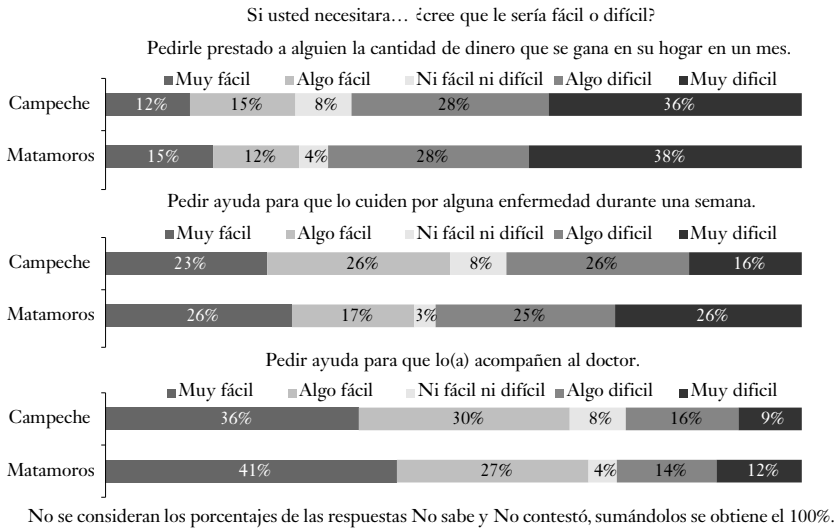 Si usted necesitara… ¿cree que le sería fácil o difícil?
Pedirle prestado a alguien la cantidad de dinero que se gana en su hogar en un mes.
Muy fácil Algo fácil Ni fácil ni difícil Algo dificil Muy dificil
Campeche 12% 15% 8% 28% 36%
Matamoros 15% 12% 4% 28% 38%
Pedir ayuda para que lo cuiden por alguna enfermedad durante una semana.
Muy fácil Algo fácil Ni fácil ni difícil Algo dificil Muy dificil
Campeche 23% 26% 8% 26% 16%
Matamoros 26% 17% 3% 25% 26%
Pedir ayuda para que lo(a) acompañen al doctor.
Muy fácil Algo fácil Ni fácil ni difícil Algo dificil Muy dificil
Campeche 36% 30% 8% 16% 9%
Matamoros 41% 27% 4% 14% 12%
No se consideran los porcentajes de las respuestas No sabe y No contestó, sumándolos se obtiene el 100%.